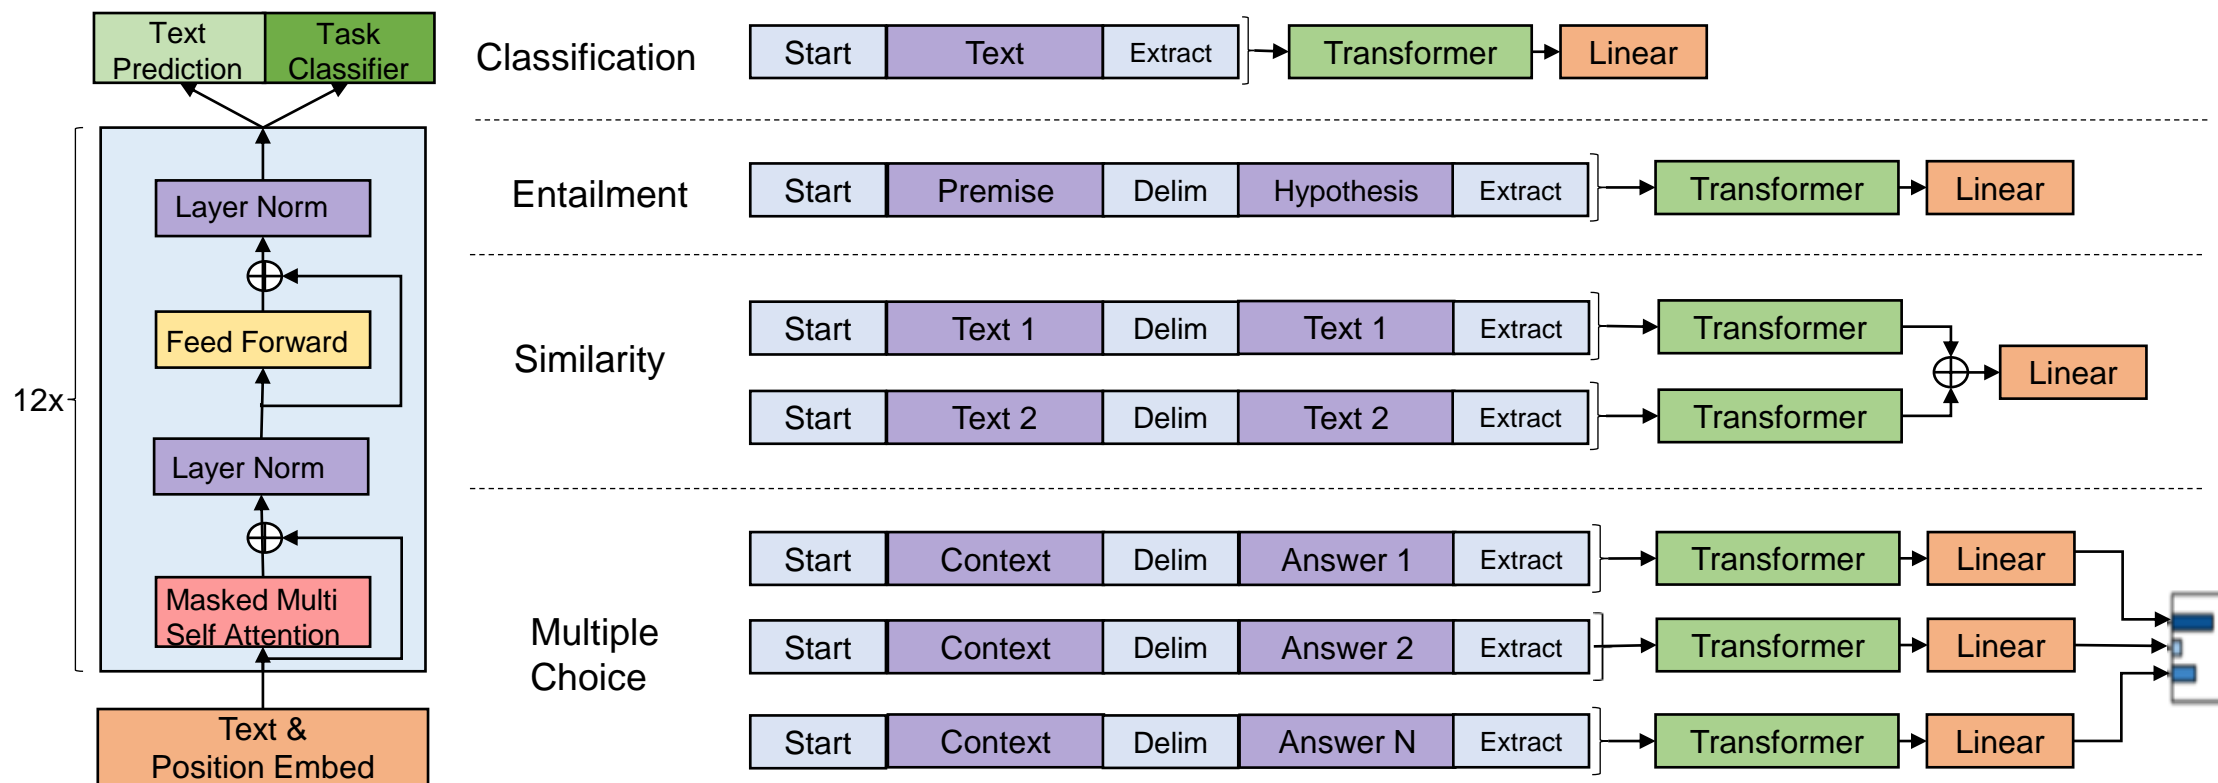 Text
Prediction
Task
Classifier
12x
Layer Norm
Feed Forward
Layer Norm
Masked Multi
Self Attention
Text &
Position Embed
Classification
Start Text Extract Transformer Linear
Entailment
Start Premise Delim Hypothesis Extract Transformer Linear
Similarity
Start Text 1 Delim Text 1 Extract Transformer
Linear
Start Text 2 Delim Text 2 Extract Transformer
Multiple
Choice
Start Context Delim Answer 1 Extract Transformer Linear
Start Context Delim Answer 2 Extract Transformer Linear
Start Context Delim Answer N Extract Transformer Linear